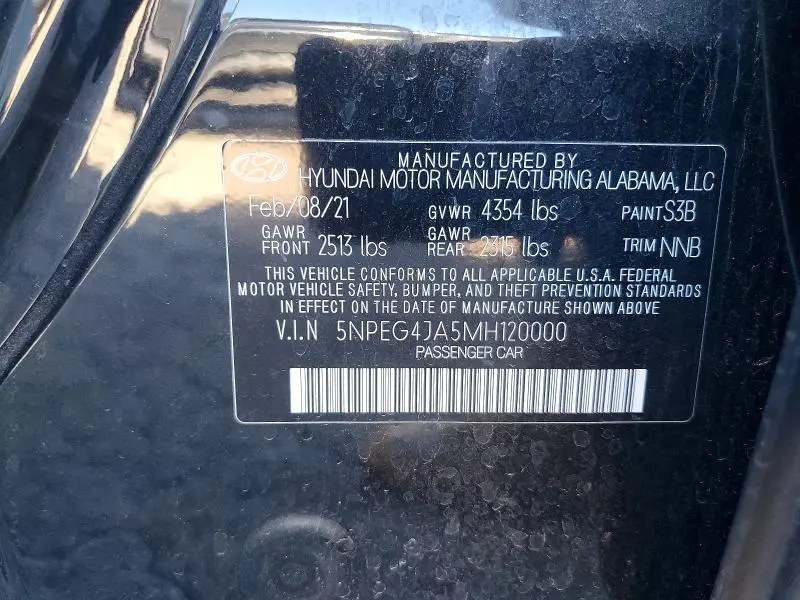 MANUFACTURED BY
HYUNDAI MOTOR MANUFACTURING ALABAMA, LLC
Feb/08/21 GVWR 4354 lbs PAINT S3B
GAWR FRONT 2513 lbs GAWR REAR 2315 lbs TRIM NNB
THIS VEHICLE CONFORMS TO ALL APPLICABLE U.S.A. FEDERAL
MOTOR VEHICLE SAFETY, BUMPER, AND THEFT PREVENTION STANDARDS
IN EFFECT ON THE DATE OF MANUFACTURE SHOWN ABOVE
V.I.N 5NPEG4JA5MH120000
PASSENGER CAR